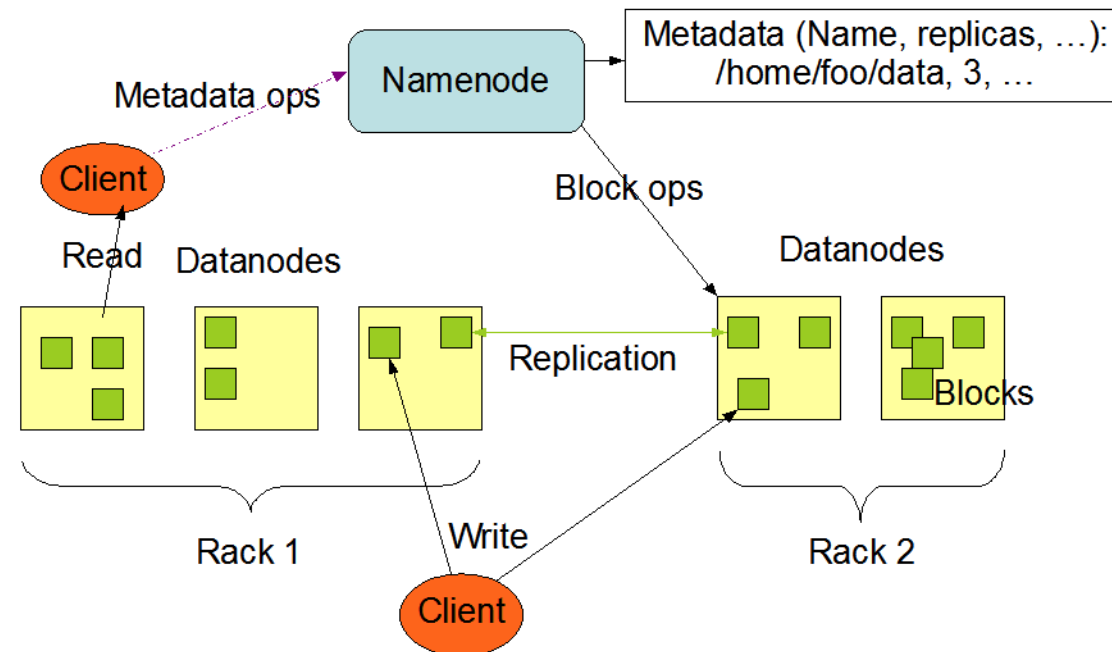 Metadata (Name, replicas, …):
/home/foo/data, 3, …
Namenode
Metadata ops
Client
Block ops
Read
Datanodes
Datanodes
Replication
Blocks
Rack 1
Write
Rack 2
Client